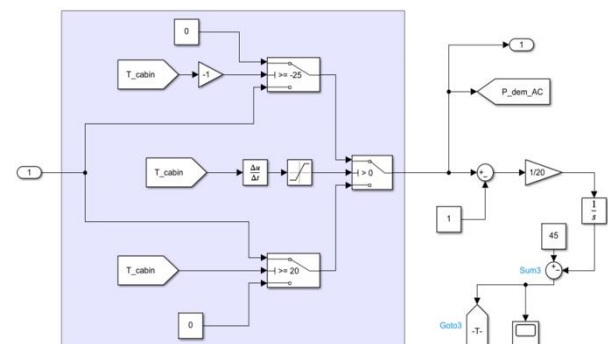 0
T_cabin
-1
>= -25
1
P_dem_AC
1
T_cabin
Δu
Δt
> 0
+
-
1/20
1
s
1
45
T_cabin
>= 20
Sum3
+
-
0
Goto3
-T-